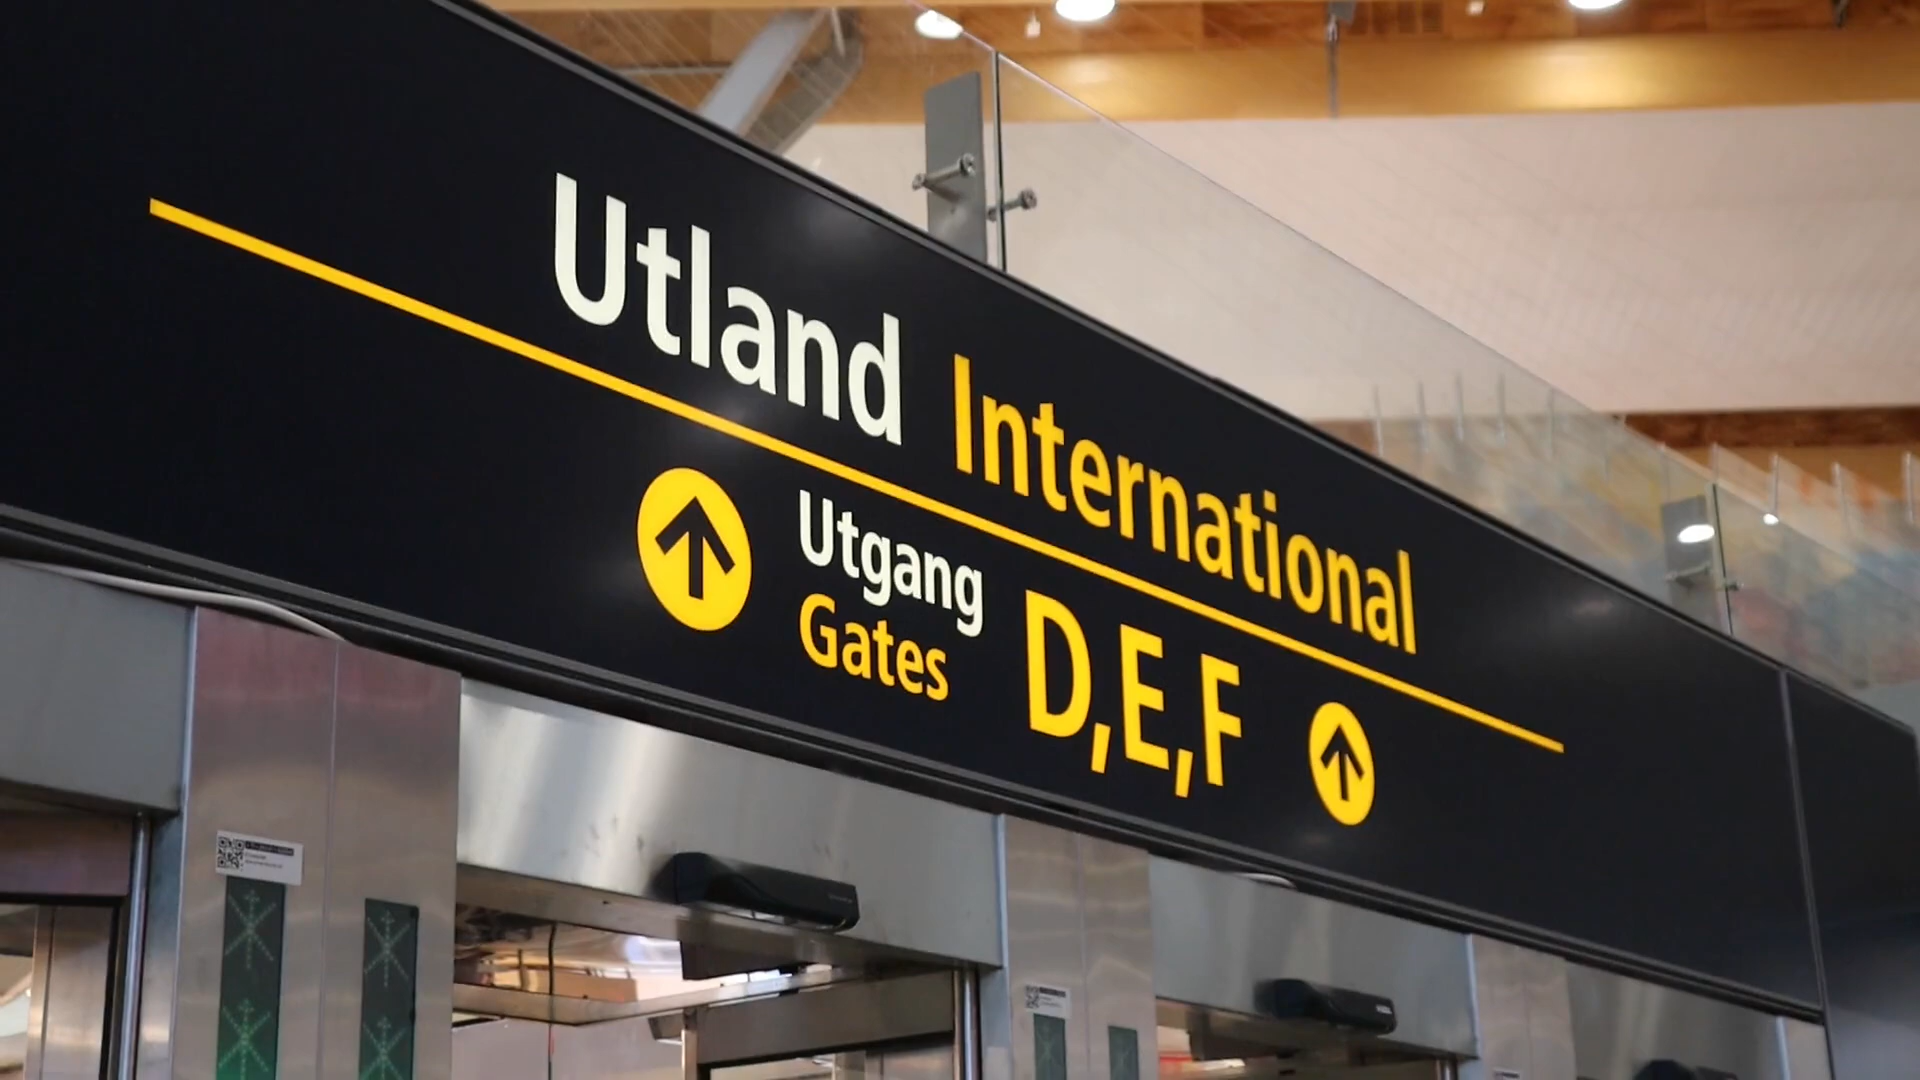 Utland International
Utgang
Gates
D,E,F